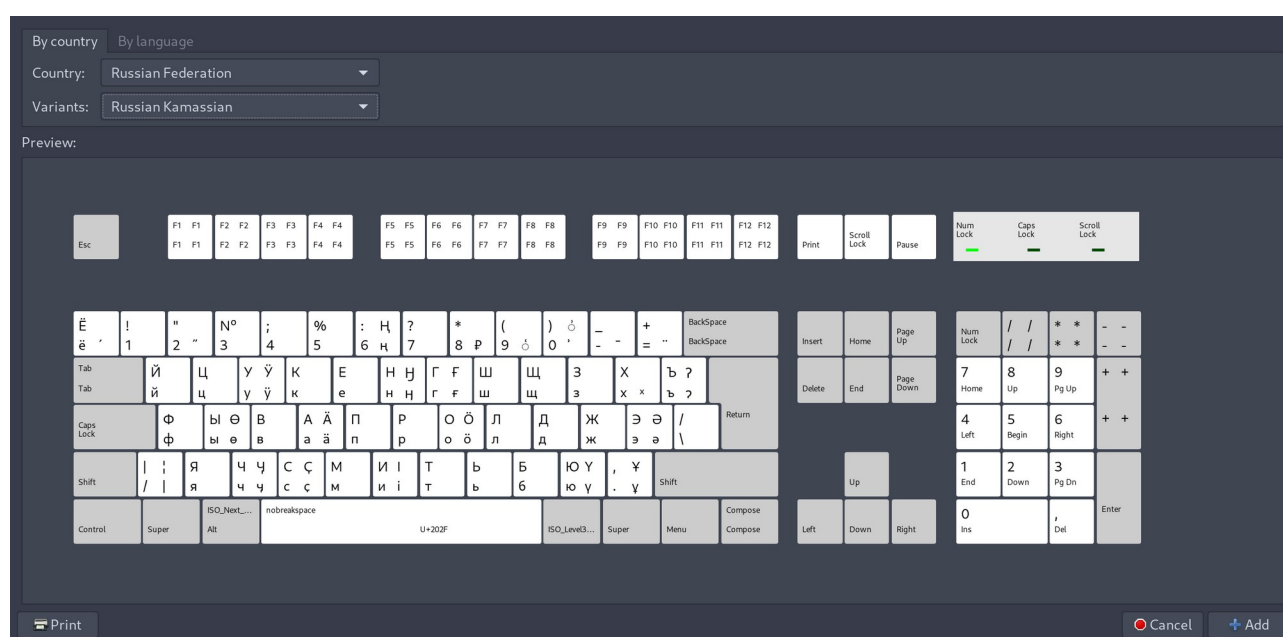 By country By language
Country: Russian Federation
Variants: Russian Kamassian
Preview:
Esc F1 F1 F2 F2 F3 F3 F4 F4 F5 F5 F6 F6 F7 F7 F8 F8 F9 F9 F10 F10 F11 F11 F12 F12 Print Scroll Lock Pause Num Lock Caps Lock Scroll Lock
F1 F1 F2 F2 F3 F3 F4 F4 F5 F5 F6 F6 F7 F7 F8 F8 F9 F9 F10 F10 F11 F11 F12 F12
Ё ! " N° ; % : Ң ? * ( ) _ + BackSpace
ё ´ 1 2 ˝ 3 4 5 6 ң 7 8 ₽ 9 0 - = ¨ BackSpace Insert Home Page Up Num Lock / / * * - -
/ / * * - -
Tab Й Ц У Ӱ К Е Н Ӈ Г Ғ Ш Щ З Х Ъ ʔ 7 8 9 + +
Tab й ц у ӱ к е н ӈ г ғ ш щ з х ˣ ъ ʔ Delete End Page Down Home Up Pg Up
Caps Lock Ф Ы Ө В А Ӓ П Р О Ӧ Л Д Ж Э Ә / Return 4 5 6 + +
ф ы ө в а ӓ п р о ӧ л д ж э ә \ Left Begin Right
Shift | ¦ Я Ч Ӌ С Ҫ М И І Т Ь Б Ю Ү , ¥ Shift Up 1 2 3
/ | я ч ӌ с ҫ м и і т ь б ю ү . End Down Pg Dn
Control Super ISO_Next_... Alt nobreakspace U+202F ISO_Level3... Super Menu Compose Compose Left Down Right 0 Ins , Del Enter
Print Cancel Add